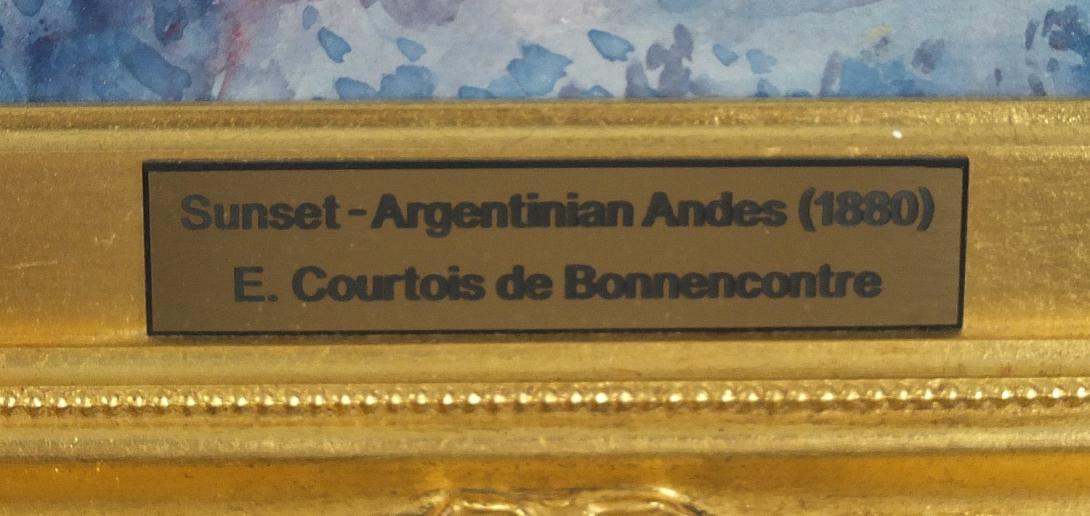 Sunset - Argentinian Andes (1880)
E. Courtois de Bonnencontre